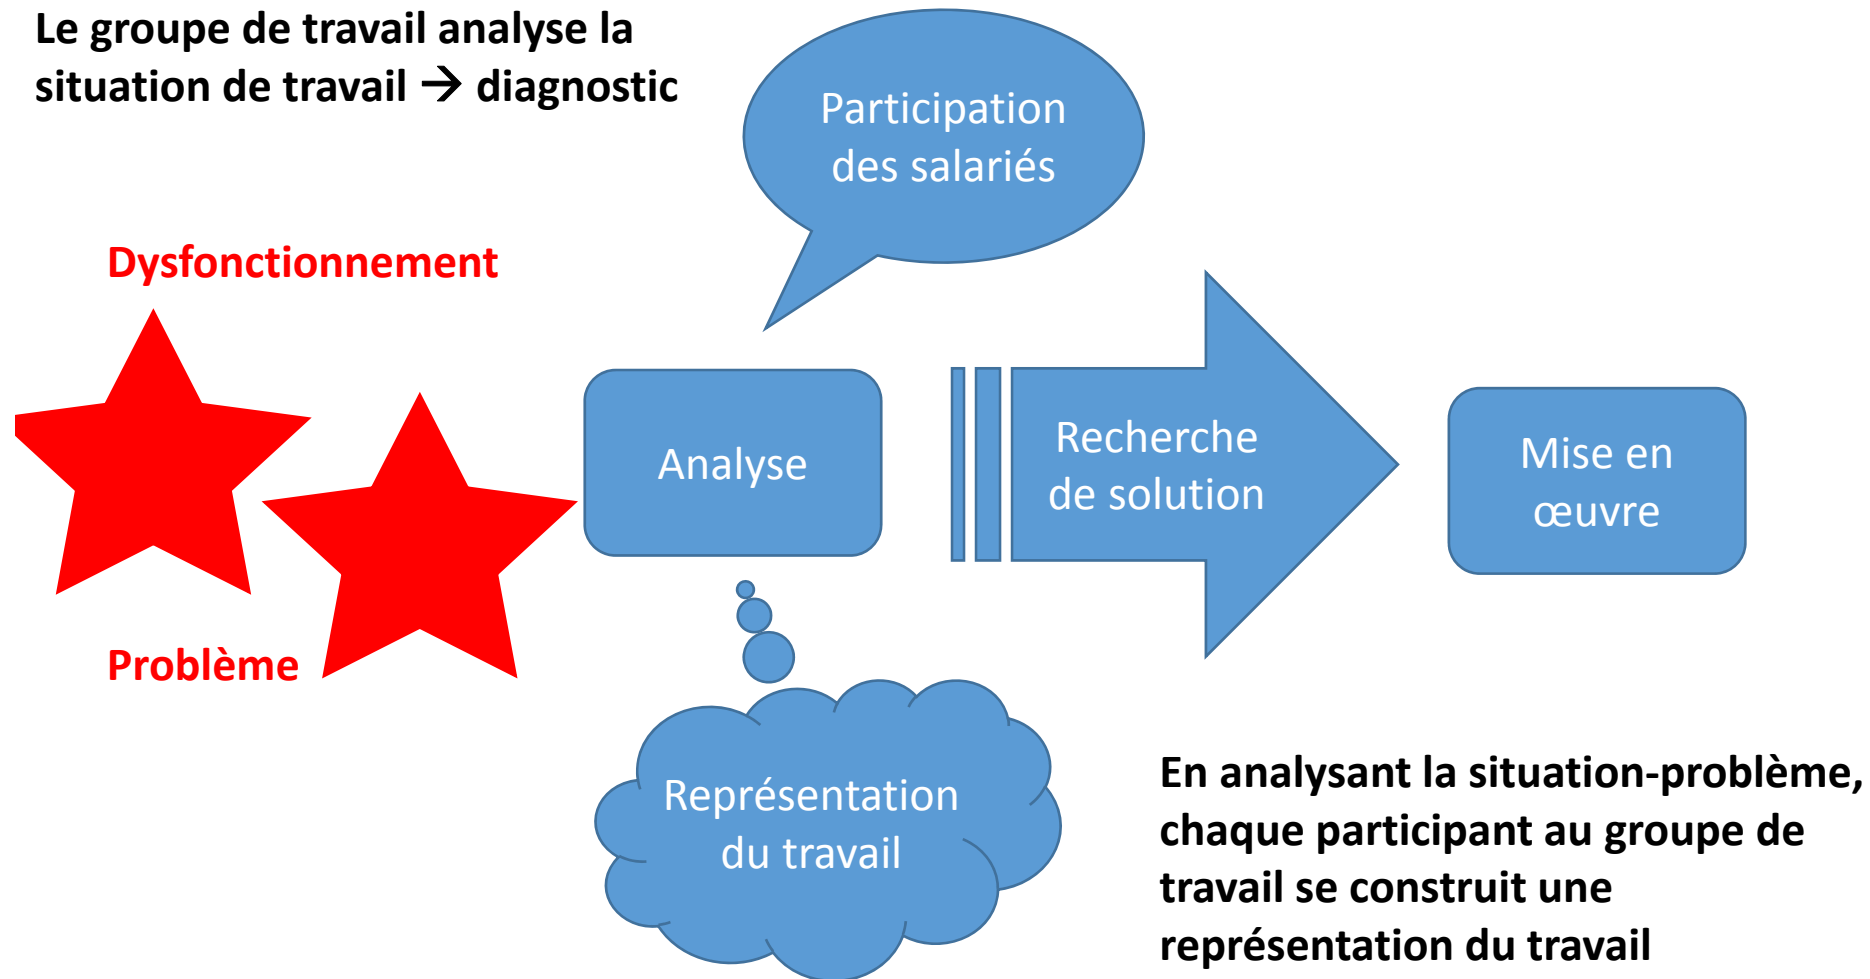 Le groupe de travail analyse la
situation de travail → diagnostic
Participation
des salariés
Dysfonctionnement
Problème
Analyse
Recherche
de solution
Mise en
œuvre
Représentation
du travail
En analysant la situation-problème,
chaque participant au groupe de
travail se construit une
représentation du travail